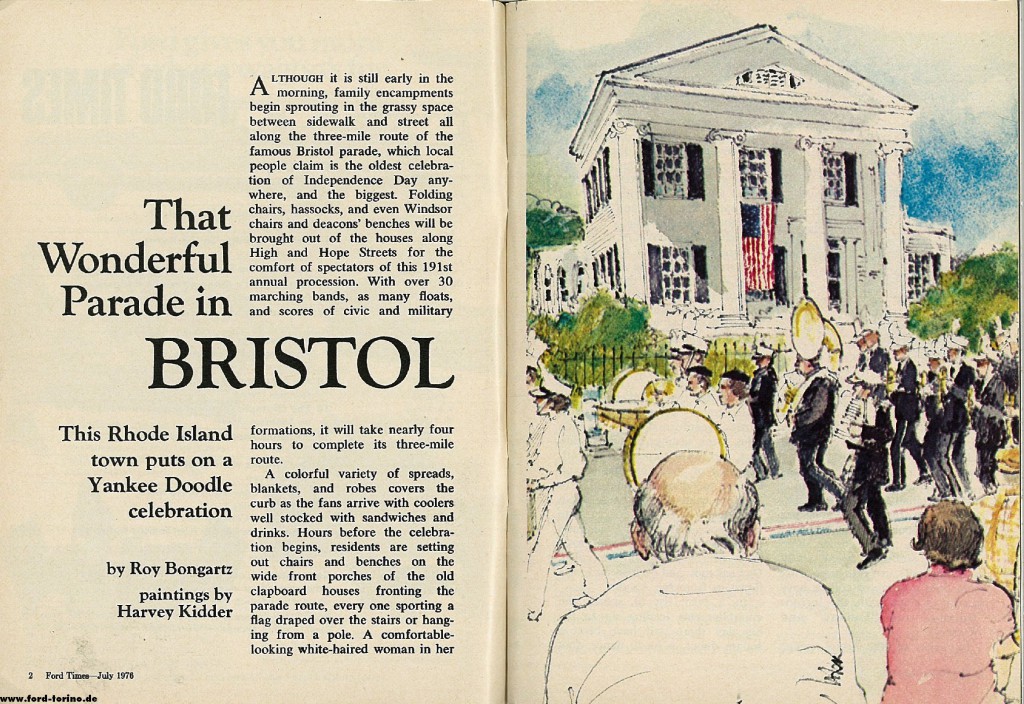 That
Wonderful
Parade in
BRISTOL
This Rhode Island
town puts on a
Yankee Doodle
celebration
by Roy Bongartz
paintings by
Harvey Kidder
ALTHOUGH it is still early in the
morning, family encampments
begin sprouting in the grassy space
between sidewalk and street all
along the three-mile route of the
famous Bristol parade, which local
people claim is the oldest celebra-
tion of Independence Day any-
where, and the biggest. Folding
chairs, hassocks, and even Windsor
chairs and deacons' benches will be
brought out of the houses along
High and Hope Streets for the
comfort of spectators of this 191st
annual procession. With over 30
marching bands, as many floats,
and scores of civic and military
formations, it will take nearly four
hours to complete its three-mile
route.
A colorful variety of spreads,
blankets, and robes covers the
curb as the fans arrive with coolers
well stocked with sandwiches and
drinks. Hours before the celebra-
tion begins, residents are setting
out chairs and benches on the
wide front porches of the old
clapboard houses fronting the
parade route, every one sporting a
flag draped over the stairs or hang-
ing from a pole. A comfortable-
looking white-haired woman in her
2 Ford Times—July 1976
www.ford-torino.de